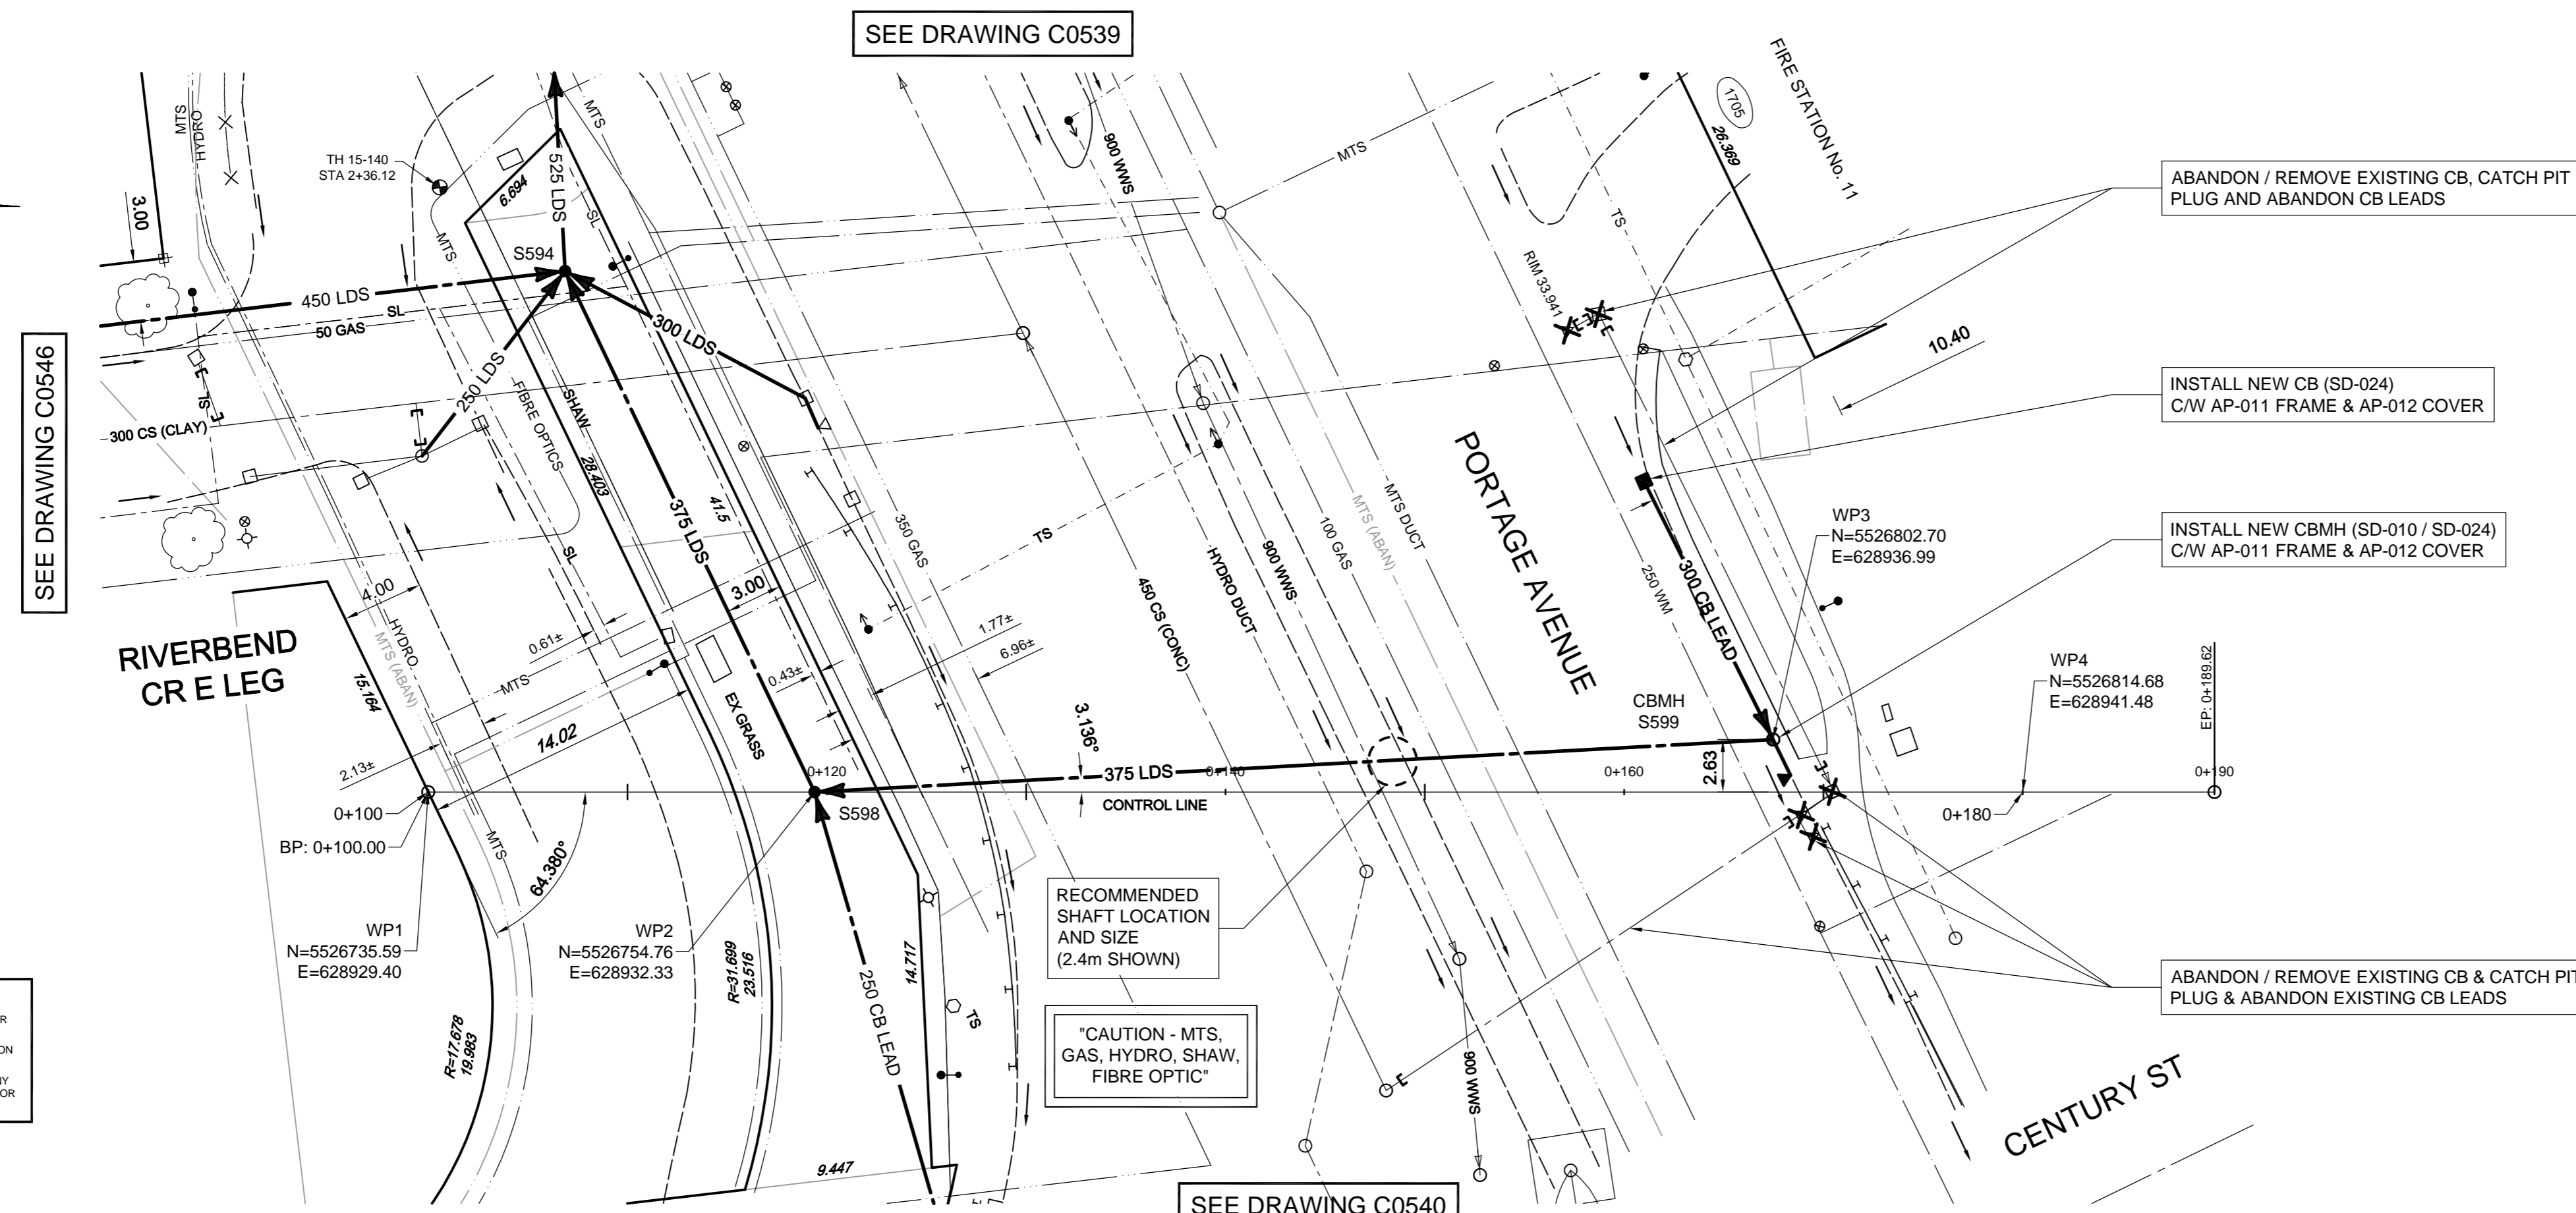 SEE DRAWING C0539
SEE DRAWING C0546
SEE DRAWING C0540
MTS
HYDRO
3.00
TH 15-140
STA 2+36.12
6.694
525 LDS
MTS
SL
MTS
S594
450 LDS
SL
50 GAS
300 LDS
250 LDS
SL
300 CS (CLAY)
FIBRE OPTICS
SHAW
28.403
375 LDS
41.5
350 GAS
SL
3.00
TS
4.00
HYDRO
MTS (ABAN)
15.164
RIVERBEND
CR E LEG
0.61±
MTS
0.43±
1.77±
6.96±
EX GRASS
14.02
2.13±
3.136°
0+100
BP: 0+100.00
MTS
64.380°
0+120
S598
375 LDS
CONTROL LINE
0+140
0+160
2.63
0+180
0+190
EP: 0+189.62
WP1
N=5526735.59
E=628929.40
WP2
N=5526754.76
E=628932.33
R=17.678
19.983
R=31.699
23.516
250 CB LEAD
14.717
TS
9.447
RECOMMENDED
SHAFT LOCATION
AND SIZE
(2.4m SHOWN)
"CAUTION - MTS,
GAS, HYDRO, SHAW,
FIBRE OPTIC"
900 WWS
MTS
450 CS (CONC)
HYDRO DUCT
900 WWS
100 GAS
MTS (ABAN)
MTS DUCT
PORTAGE AVENUE
900 WWS
250 WM
300 CB LEAD
CBMH
S599
RIM 33.941
TS
1705
26.369
FIRE STATION No. 11
10.40
ABANDON / REMOVE EXISTING CB, CATCH PIT
PLUG AND ABANDON CB LEADS
INSTALL NEW CB (SD-024)
C/W AP-011 FRAME & AP-012 COVER
WP3
N=5526802.70
E=628936.99
INSTALL NEW CBMH (SD-010 / SD-024)
C/W AP-011 FRAME & AP-012 COVER
WP4
N=5526814.68
E=628941.48
ABANDON / REMOVE EXISTING CB & CATCH PIT
PLUG & ABANDON EXISTING CB LEADS
CENTURY ST